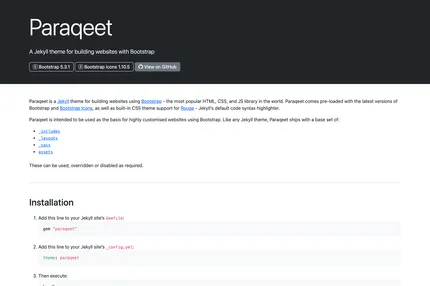 Paraqeet
A Jekyll theme for building websites with Bootstrap
Bootstrap 5.3.1 Bootstrap Icons 1.10.5 View on GitHub
Paraqeet is a Jekyll theme for building websites using Bootstrap - the most popular HTML, CSS, and JS library in the world. Paraqeet comes pre-loaded with the latest versions of
Bootstrap and Bootstrap Icons, as well as built-in CSS theme support for Rouge - Jekyll's default code syntax highlighter.
Paraqeet is intended to be used as the basis for highly customised websites using Bootstrap. Like any Jekyll theme, Paraqeet ships with a base set of:
_includes
_layouts
_sass
assets
These can be used, overridden or disabled as required.
Installation
1. Add this line to your Jekyll site's Gemfile:
gem "paraqeet"
2. Add this line to your Jekyll site's _config.yml:
theme: paraqeet
3. Then execute: